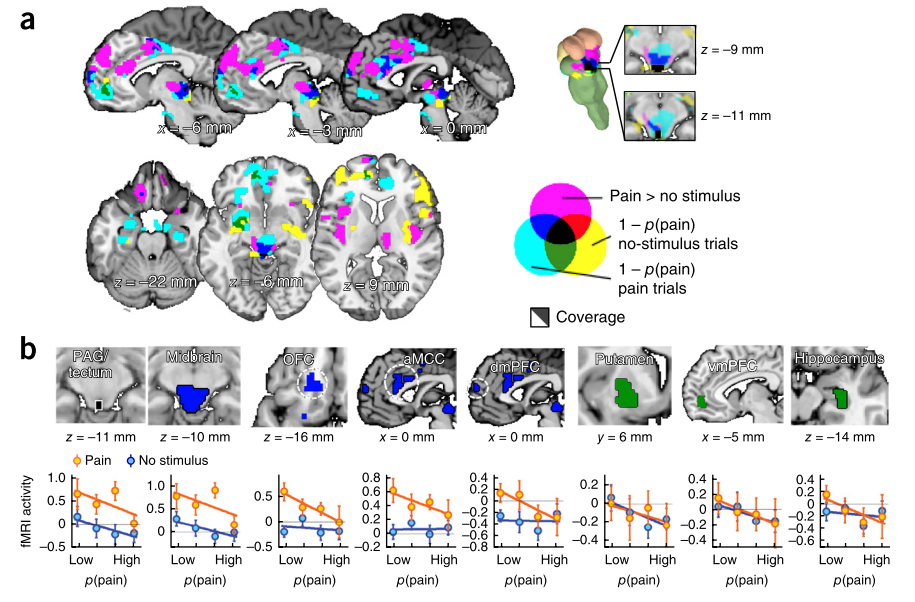 a
x = –6 mm
x = –3 mm
x = 0 mm
z = –9 mm
z = –11 mm
z = –22 mm
z = –6 mm
z = 9 mm
Pain > no stimulus
1 – p(pain)
no-stimulus trials
1 – p(pain)
pain trials
Coverage
b
PAG/
tectum
Midbrain
OFC
aMCC
dmPFC
Putamen
vmPFC
Hippocampus
z = –11 mm
z = –10 mm
z = –16 mm
x = 0 mm
x = 0 mm
y = 6 mm
x = –5 mm
z = –14 mm
Pain
No stimulus
fMRI activity
1.0
0.5
0
–0.5
1.0
0.5
0
0.5
0
–0.5
0.8
0.6
0.4
0.2
0
–0.2
0.4
0.2
0
–0.2
–0.4
–0.6
–0.8
0.2
0
–0.2
–0.4
0.4
0.2
0
–0.2
–0.4
0.4
0.2
0
–0.2
–0.4
–0.6
Low High
Low High
Low High
Low High
Low High
Low High
Low High
Low High
p(pain)
p(pain)
p(pain)
p(pain)
p(pain)
p(pain)
p(pain)
p(pain)